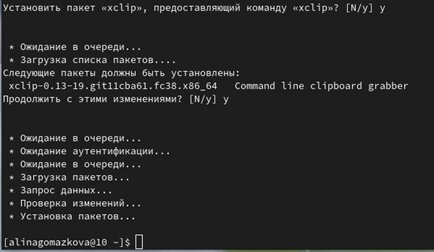 Установить пакет «xclip», предоставляющий команду «xclip»? [N/y] y
* Ожидание в очереди...
* Загрузка списка пакетов....
Следующие пакеты должны быть установлены:
xclip-0.13-19.git11cba61.fc38.x86_64 Command line clipboard grabber
Продолжить с этими изменениями? [N/y] y
* Ожидание в очереди...
* Ожидание аутентификации...
* Ожидание в очереди...
* Загрузка пакетов...
* Запрос данных...
* Проверка изменений...
* Установка пакетов...
[alinagomazkova@10 ~]$